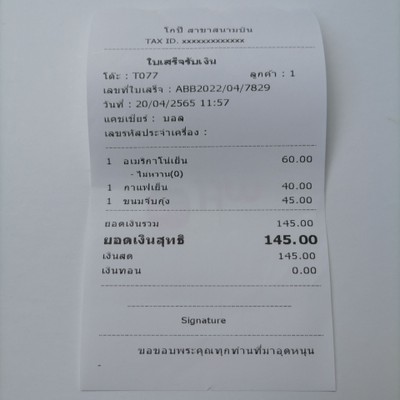 โกปี๊ สาขาสนามบิน
TAX ID. xxxxxxxxxxxxx
ใบเสร็จรับเงิน
โต๊ะ : T077 ลูกค้า : 1
เลขที่ใบเสร็จ : ABB2022/04/7829
วันที่ : 20/04/2565 11:57
แคชเชียร์ : บอล
เลขรหัสประจำเครื่อง :
1 อเมริกาโน่เย็น 60.00
- ไม่หวาน(0)
1 กาแฟเย็น 40.00
1 ขนมจีบกุ้ง 45.00
ยอดเงินรวม 145.00
ยอดเงินสุทธิ 145.00
เงินสด 145.00
เงินทอน 0.00
Signature
ขอขอบพระคุณทุกท่านที่มาอุดหนุน
-